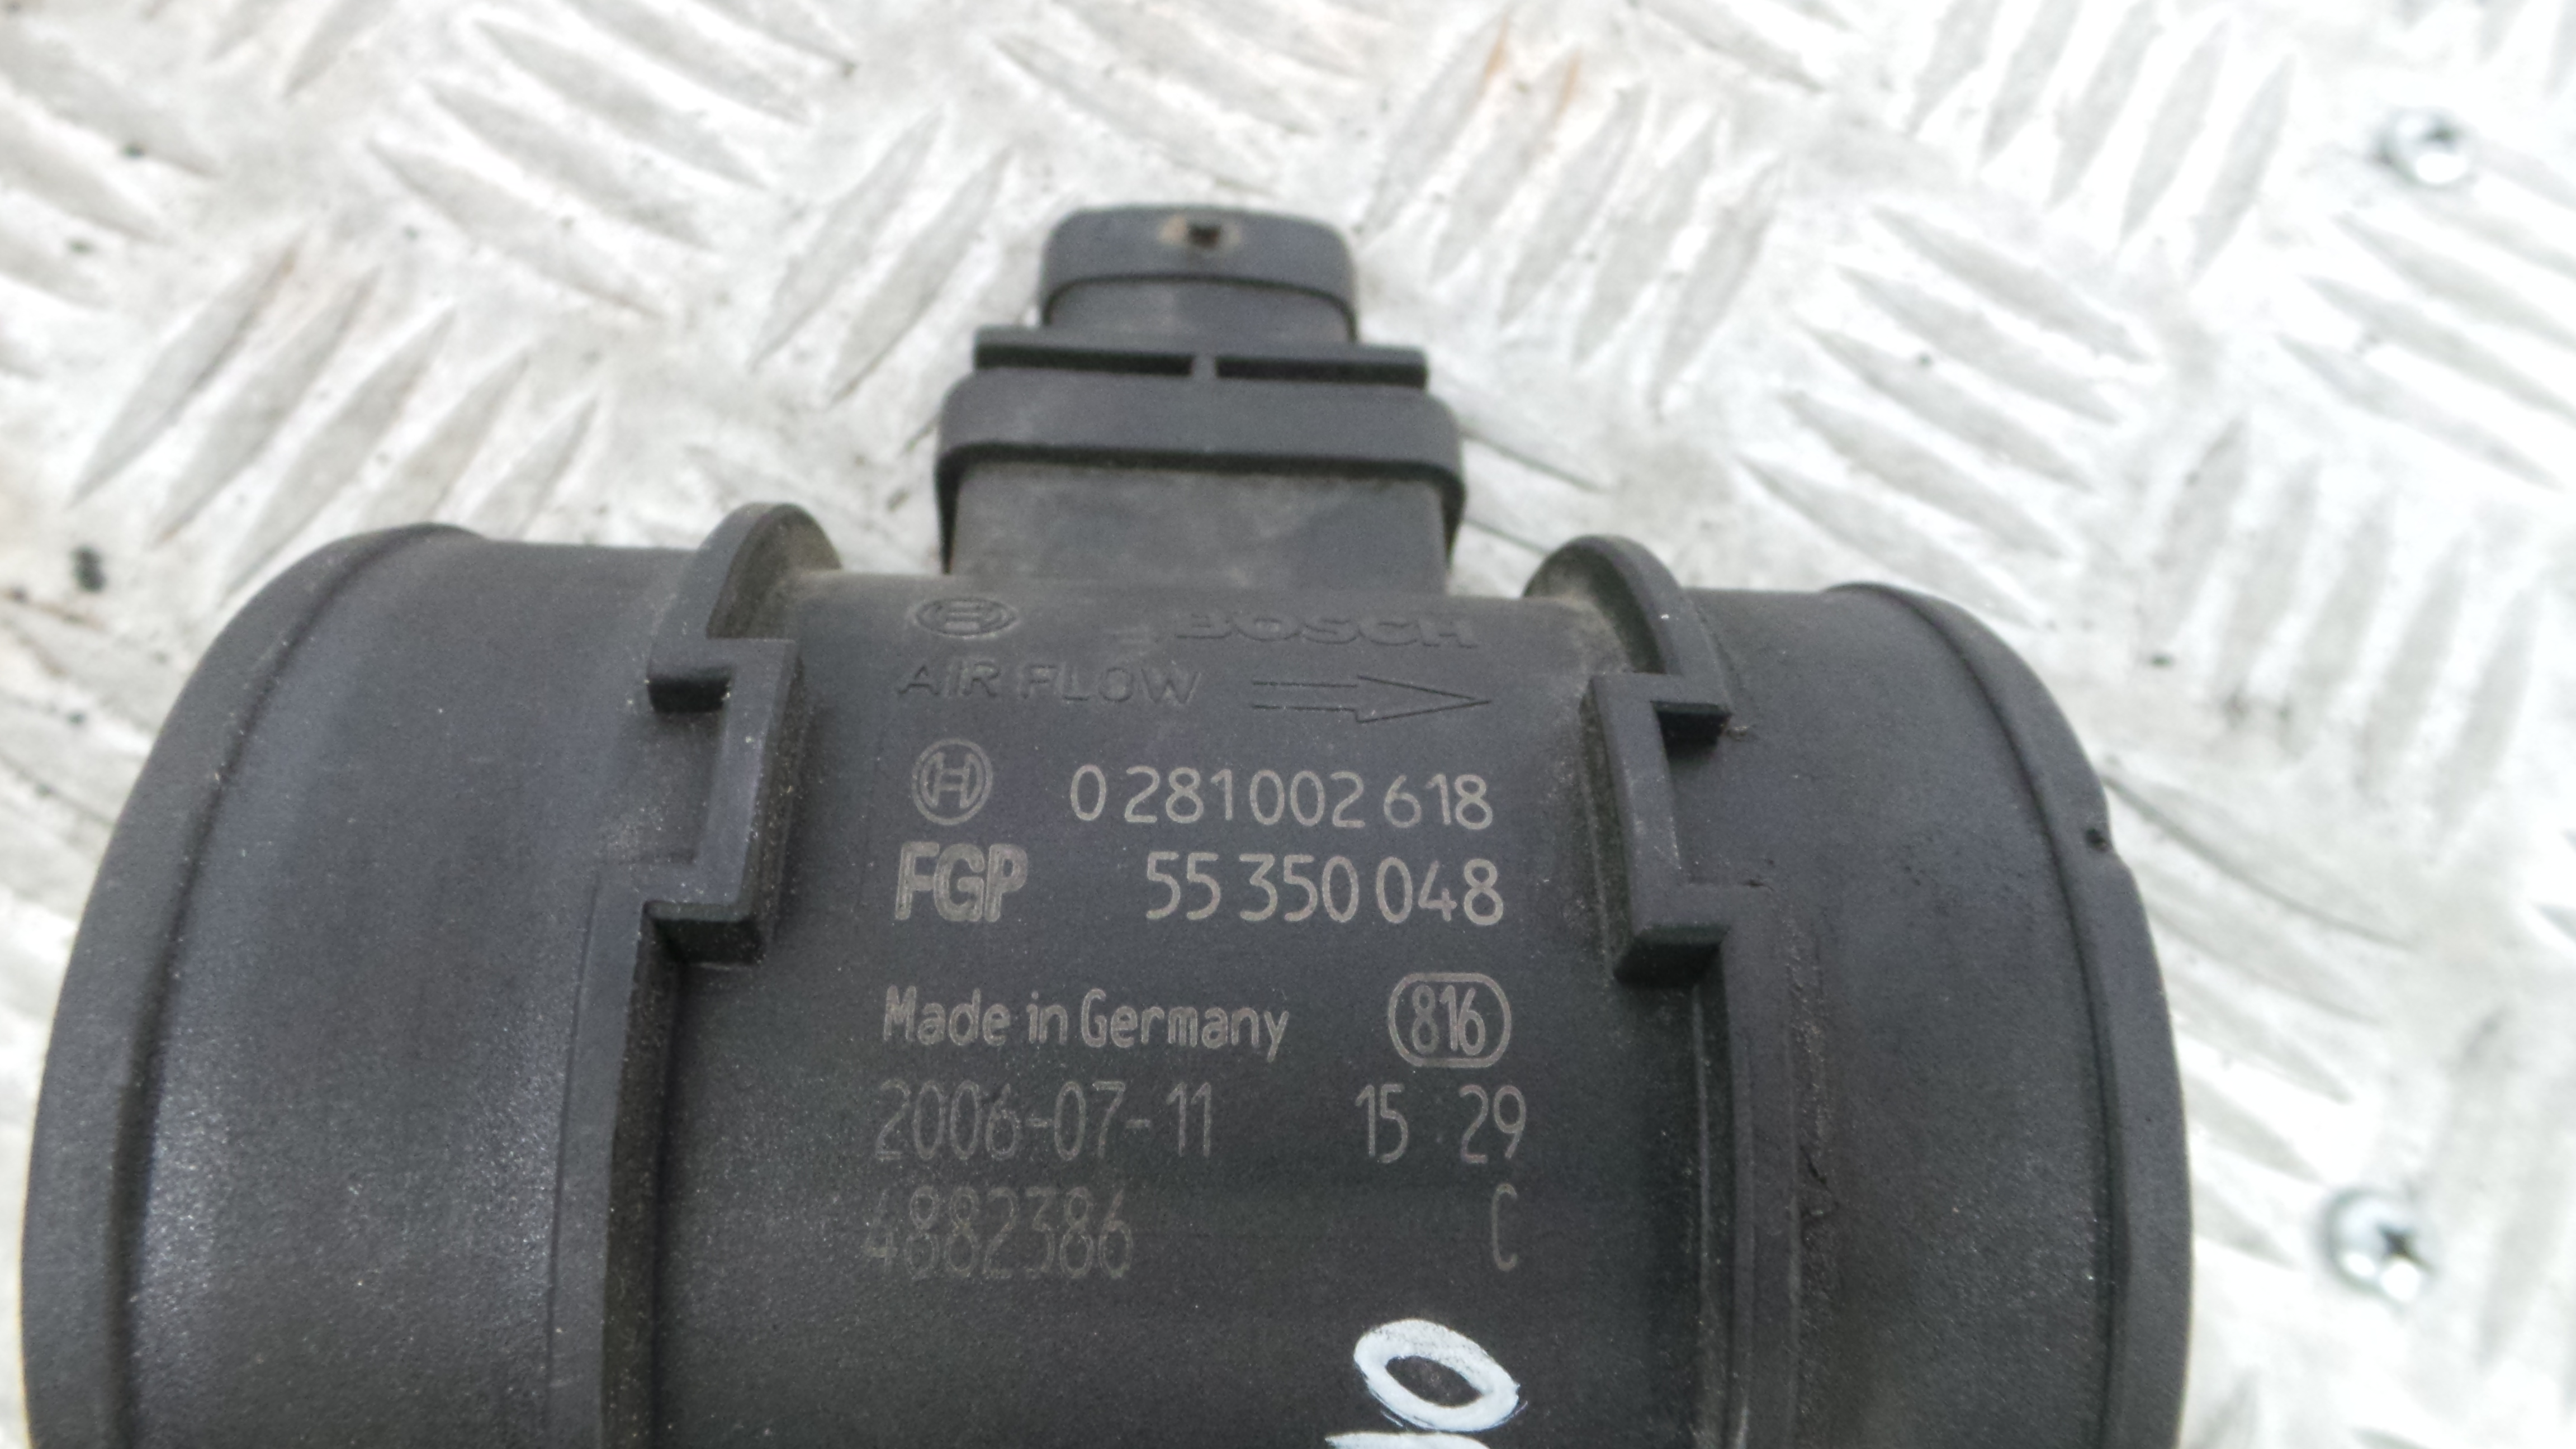 BOSCH
AIR FLOW
0 281 002 618
FGP 55 350 048
Made in Germany 816
2006-07-11 15 29
4882386 C
0